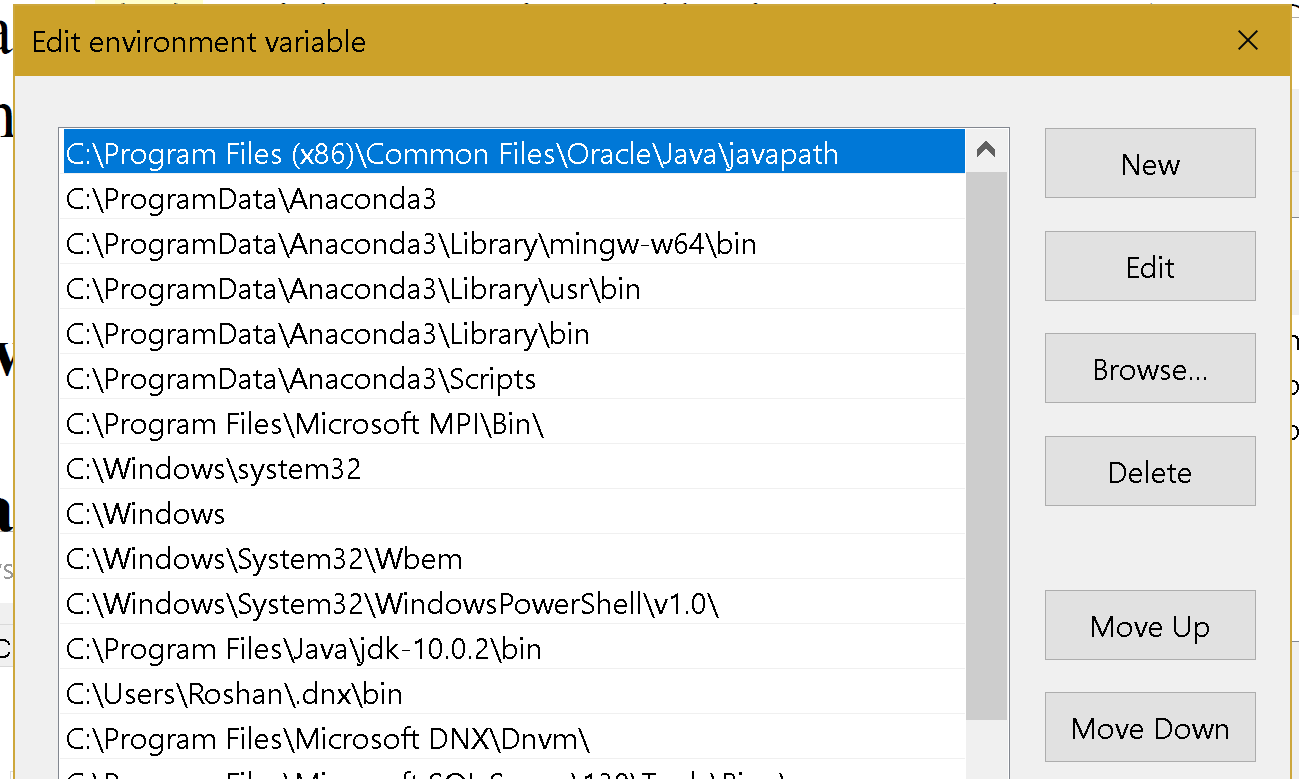 Edit environment variable
C:\Program Files (x86)\Common Files\Oracle\Java\javapath
C:\ProgramData\Anaconda3
C:\ProgramData\Anaconda3\Library\mingw-w64\bin
C:\ProgramData\Anaconda3\Library\usr\bin
C:\ProgramData\Anaconda3\Library\bin
C:\ProgramData\Anaconda3\Scripts
C:\Program Files\Microsoft MPI\Bin\
C:\Windows\system32
C:\Windows
C:\Windows\System32\Wbem
C:\Windows\System32\WindowsPowerShell\v1.0\
C:\Program Files\Java\jdk-10.0.2\bin
C:\Users\Roshan\.dnx\bin
C:\Program Files\Microsoft DNX\Dnvm\
New
Edit
Browse...
Delete
Move Up
Move Down